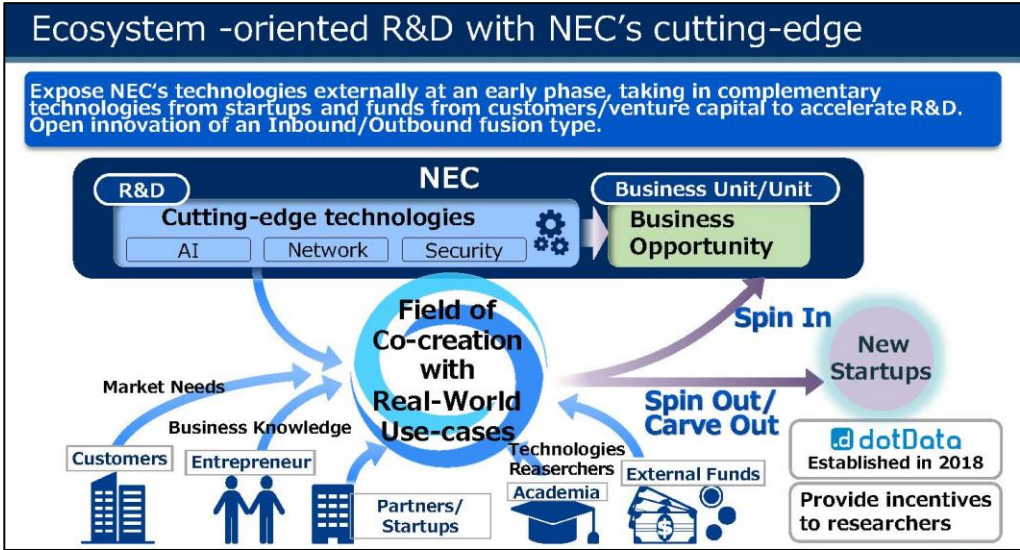 Ecosystem -oriented R&D with NEC's cutting-edge
Expose NEC's technologies externally at an early phase, taking in complementary
technologies from startups and funds from customers/venture capital to accelerate R&D.
Open innovation of an Inbound/Outbound fusion type.
NEC
R&D
Business Unit/Unit
Cutting-edge technologies
AI
Network
Security
Business
Opportunity
Field of
Co-creation
with
Real-World
Use-cases
Spin In
New
Startups
Spin Out/
Carve Out
Market Needs
Business Knowledge
Technologies
Reaserchers
Customers
Entrepreneur
Partners/
Startups
Academia
External Funds
$
.d dotData
Established in 2018
Provide incentives
to researchers